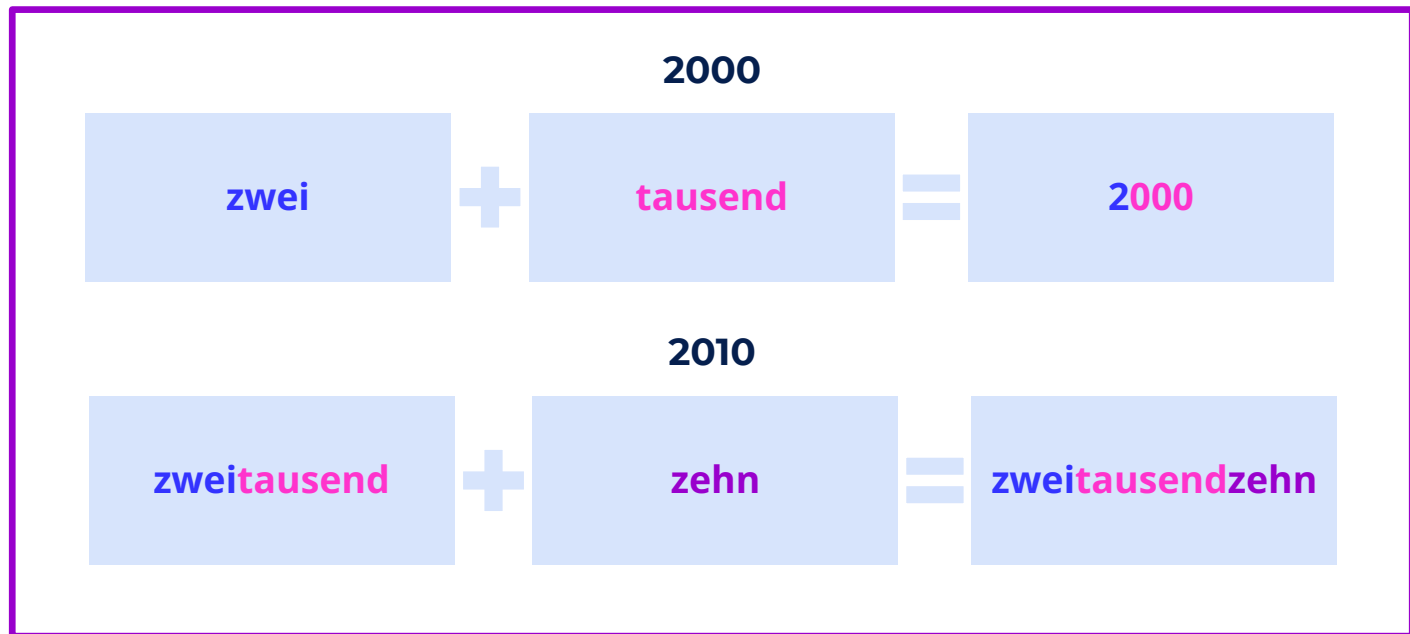 2000
zwei + tausend = 2000
2010
zweitausend + zehn = zweitausendzehn